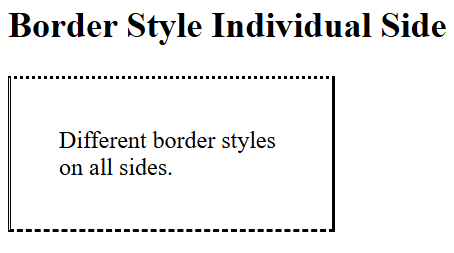 Border Style Individual Side
Different border styles
on all sides.